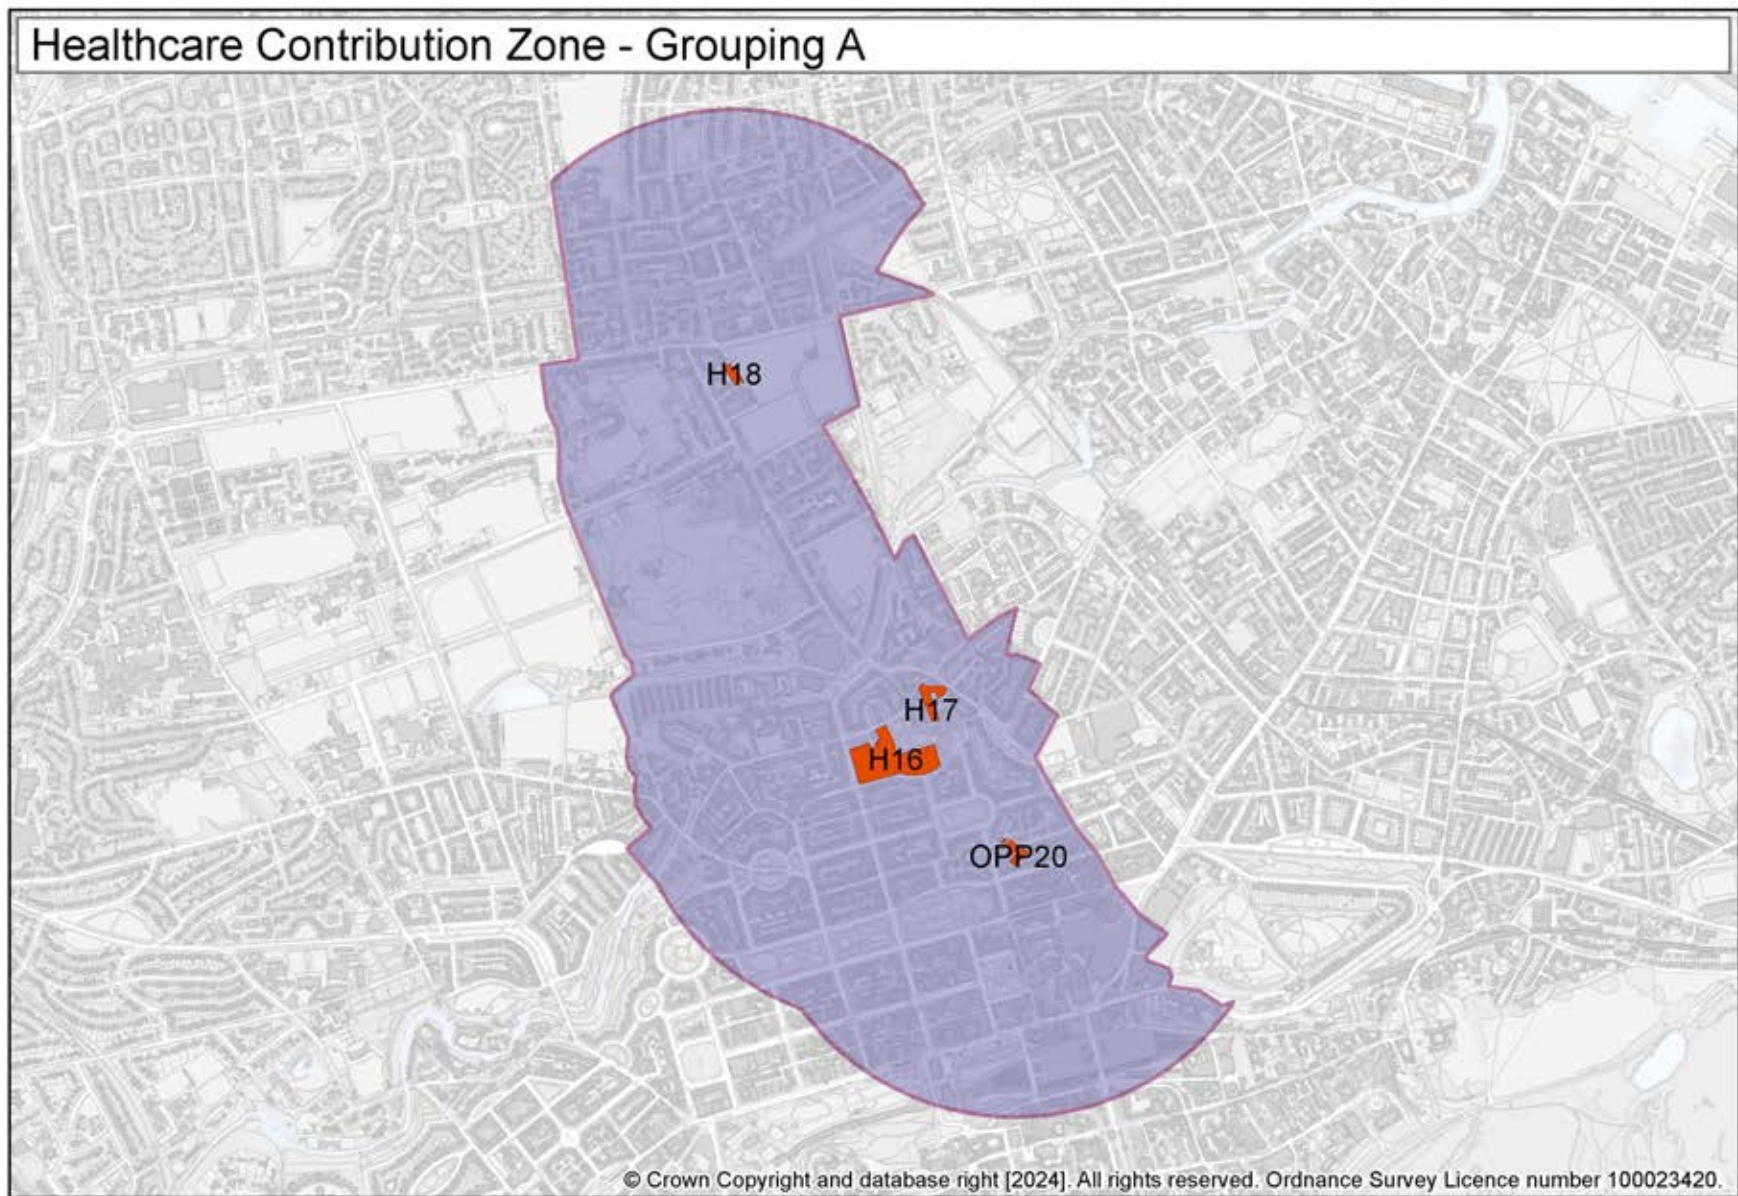 Healthcare Contribution Zone - Grouping A
H18
H17
H16
OPP20
© Crown Copyright and database right [2024]. All rights reserved. Ordnance Survey Licence number 100023420.